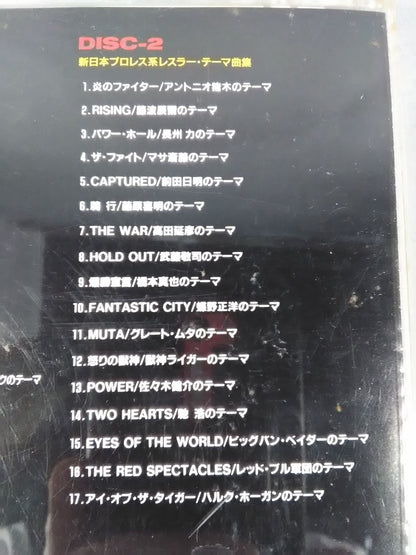 DISC-2
新日本プロレス系レスラー・テーマ曲集
1.炎のファイター/アントニオ猪木のテーマ
2.RISING/藤波辰爾のテーマ
3.パワー・ホール/長州 力のテーマ
4.ザ・ファイト/マサ斎藤のテーマ
5.CAPTURED/前田日明のテーマ
6.鶴 行/藤原喜明のテーマ
7.THE WAR/高田延彦のテーマ
8.HOLD OUT/武藤敬司のテーマ
9.爆勝宣言/橋本真也のテーマ
10.FANTASTIC CITY/蝶野正洋のテーマ
11.MUTA/グレート・ムタのテーマ
12.怒りの獣神/獣神ライガーのテーマ
13.POWER/佐々木健介のテーマ
14.TWO HEARTS/馳 浩のテーマ
15.EYES OF THE WORLD/ビッグバン・ベイダーのテーマ
16.THE RED SPECTACLES/レッド・ブル軍団のテーマ
17.アイ・オブ・ザ・タイガー/ハルク・ホーガンのテーマ
クのテーマ